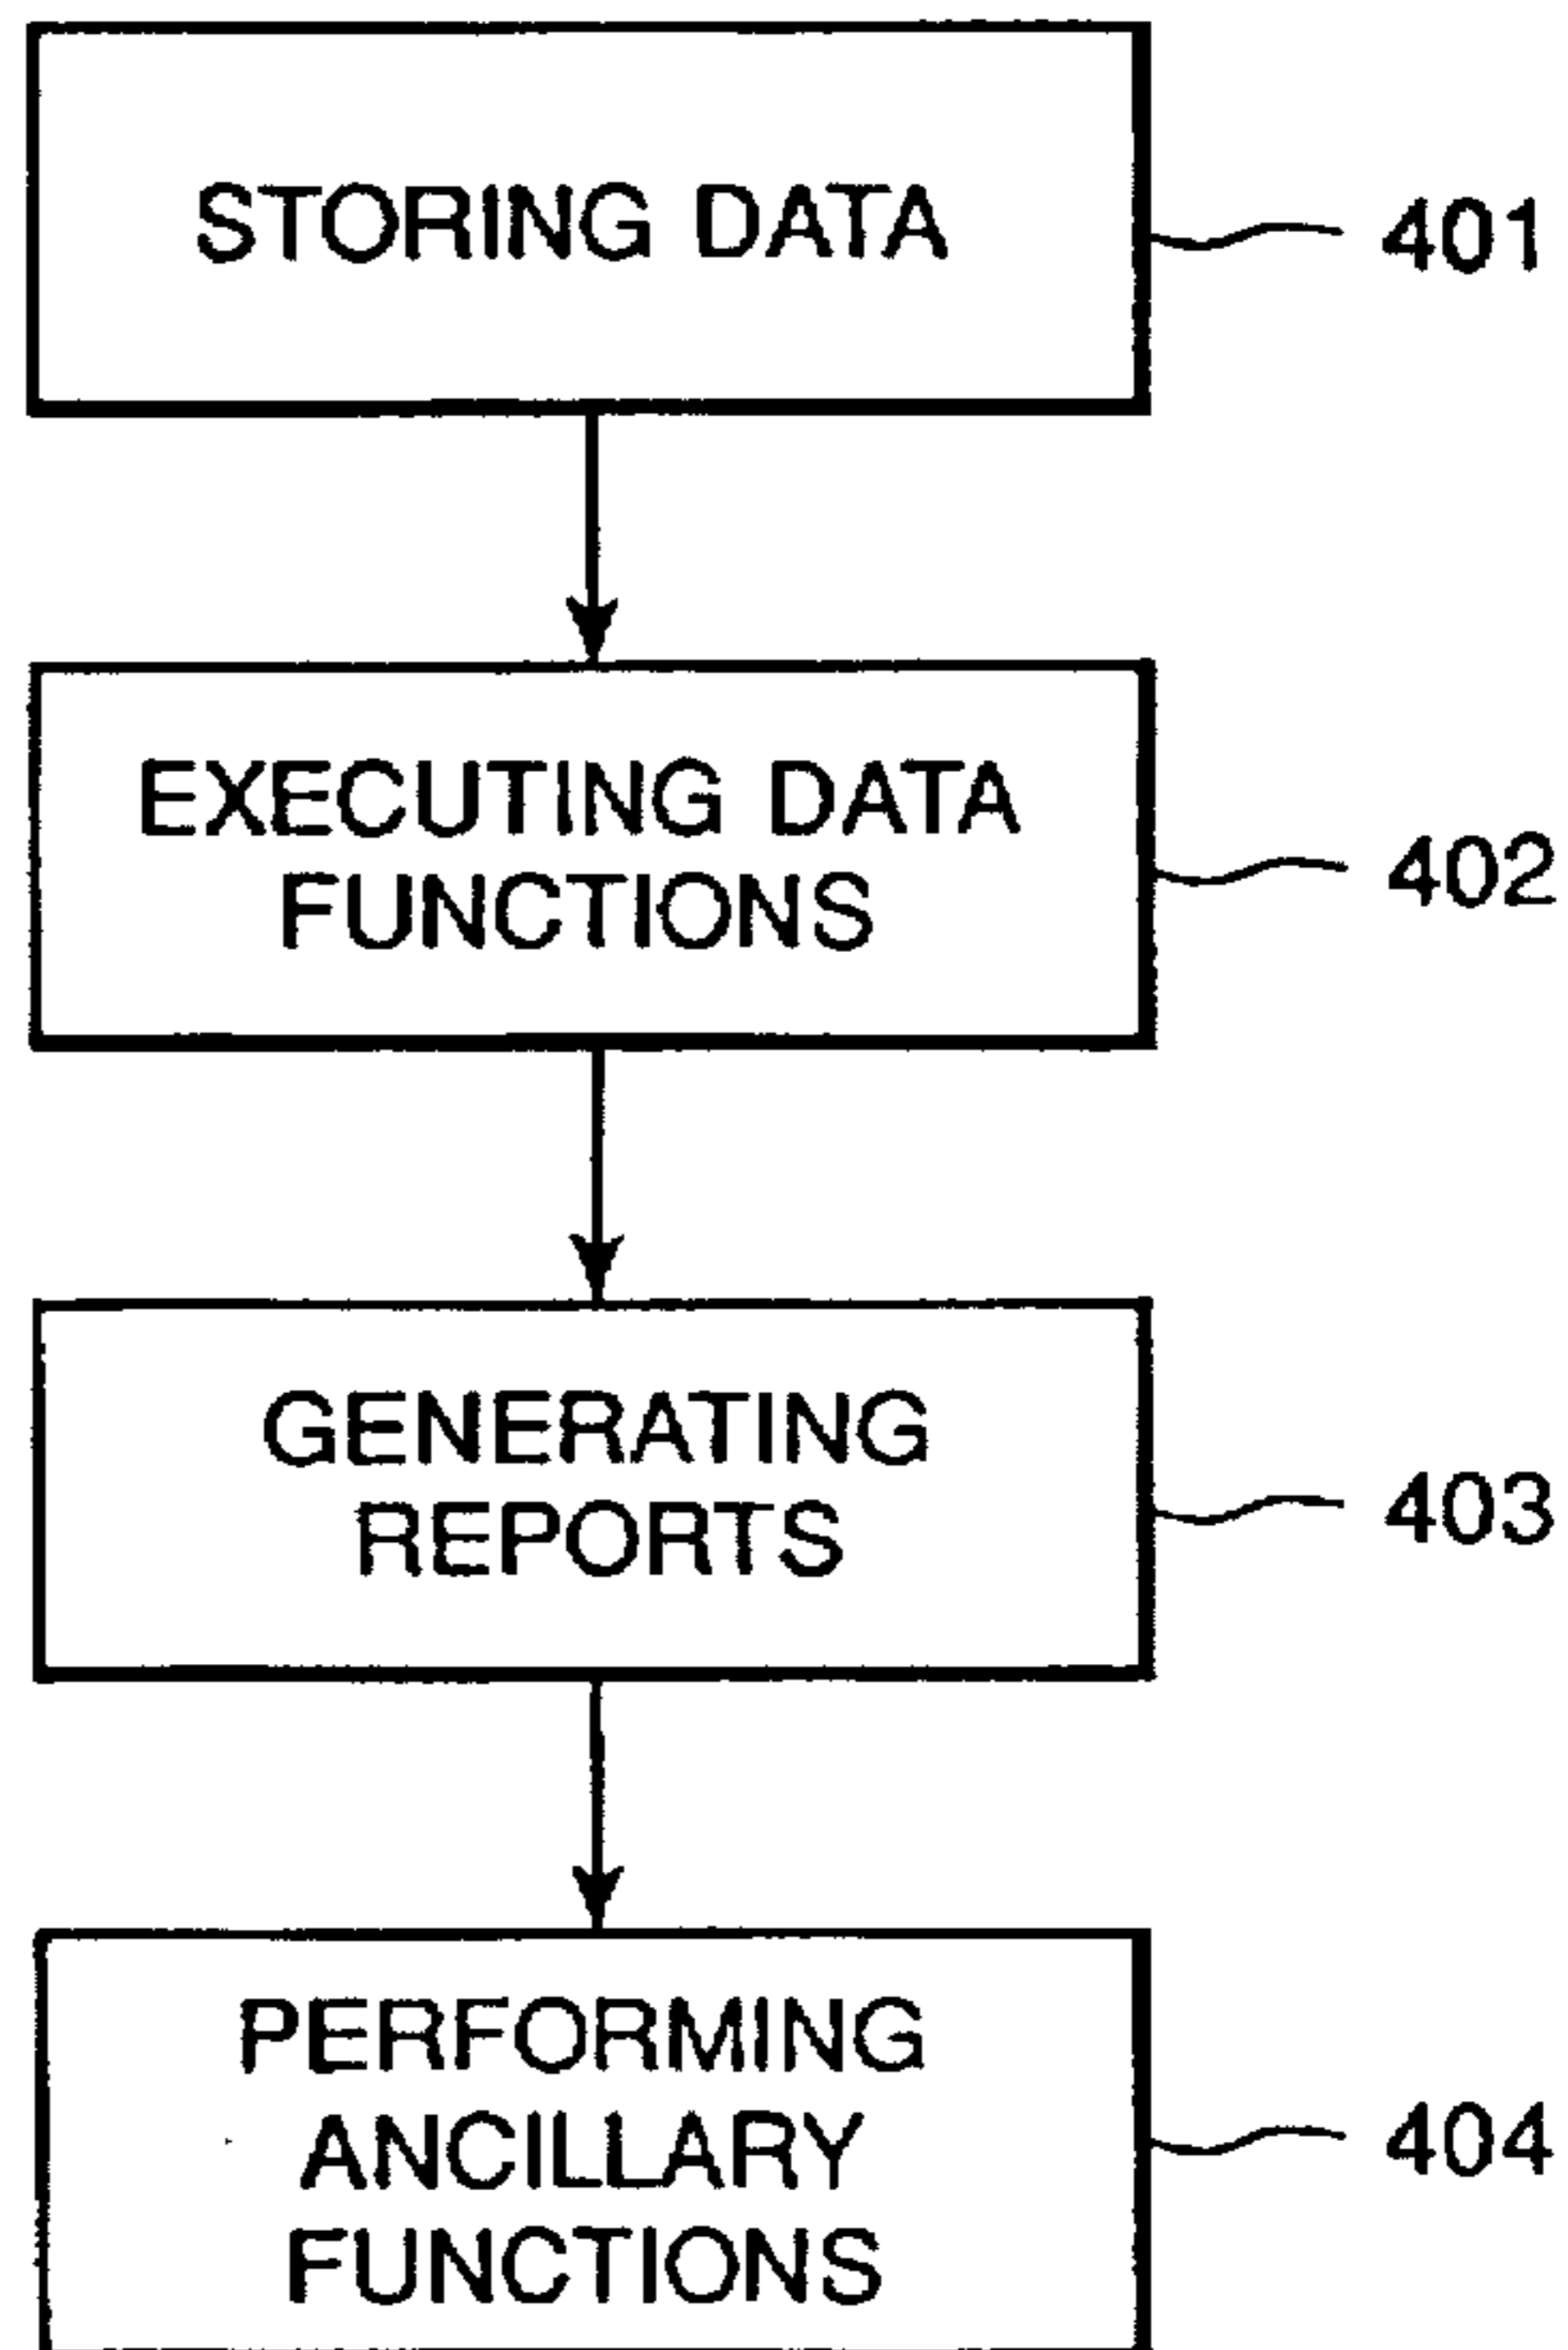 STORING DATA
401
EXECUTING DATA
FUNCTIONS
402
GENERATING
REPORTS
403
PERFORMING
ANCILLARY
FUNCTIONS
404